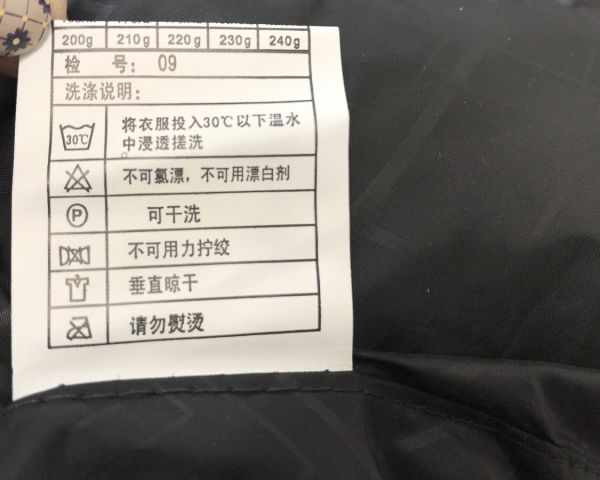 200g 210g 220g 230g 240g
检 号: 09
洗涤说明:
30℃ 将衣服投入30℃以下温水
中浸透搓洗
不可氯漂，不可用漂白剂
P 可干洗
不可用力拧绞
垂直晾干
请勿熨烫